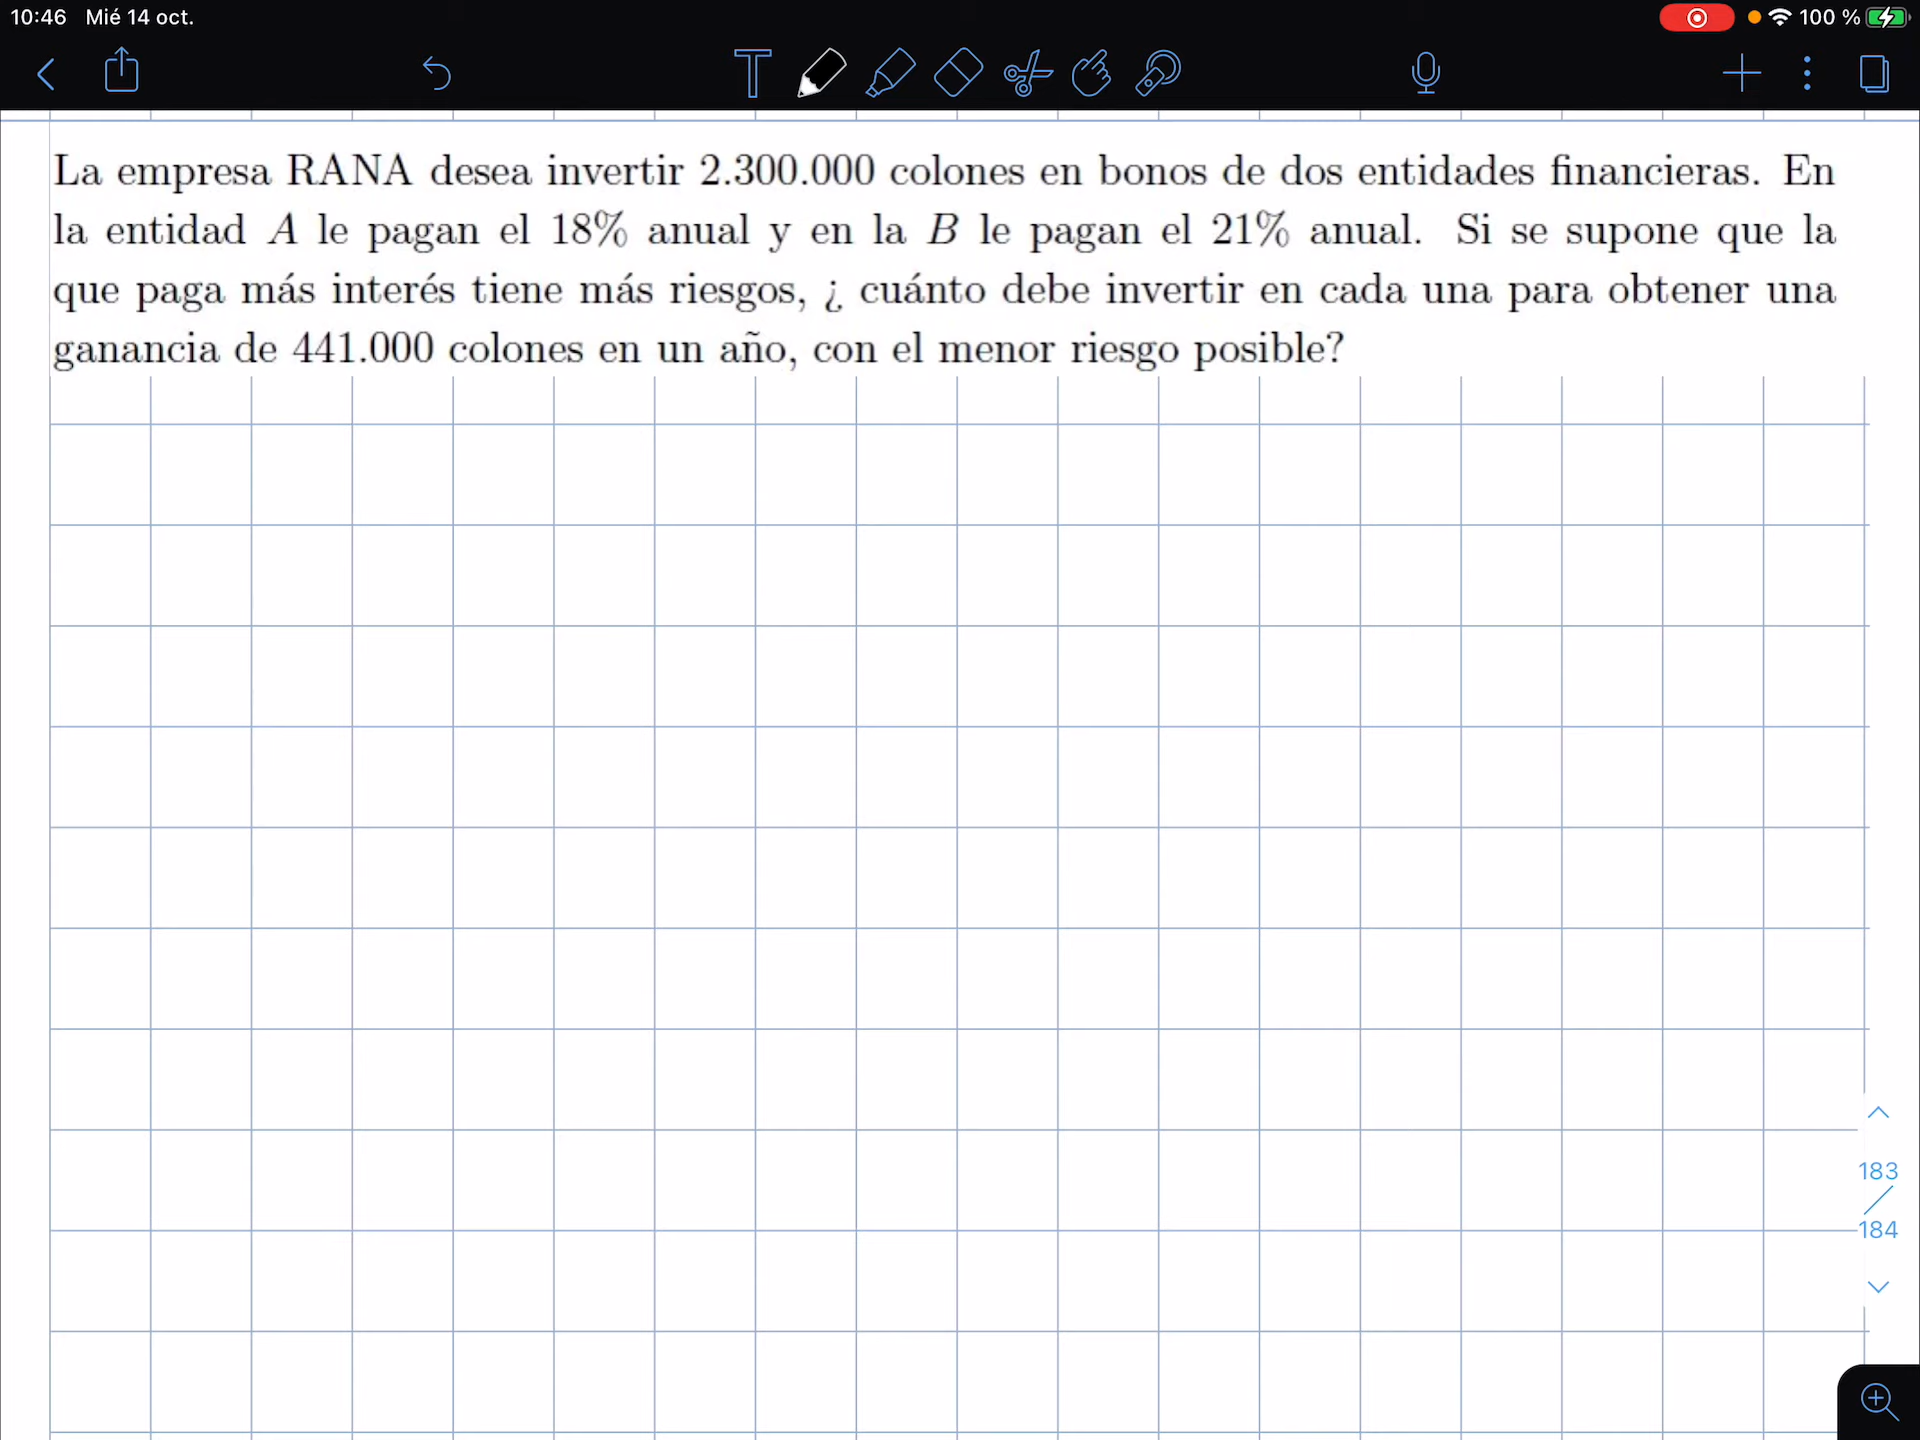 10:46 Mié 14 oct.
100 %
La empresa RANA desea invertir 2.300.000 colones en bonos de dos entidades financieras. En
la entidad A le pagan el 18% anual y en la B le pagan el 21% anual. Si se supone que la
que paga más interés tiene más riesgos, ¿ cuánto debe invertir en cada una para obtener una
ganancia de 441.000 colones en un año, con el menor riesgo posible?
183
184